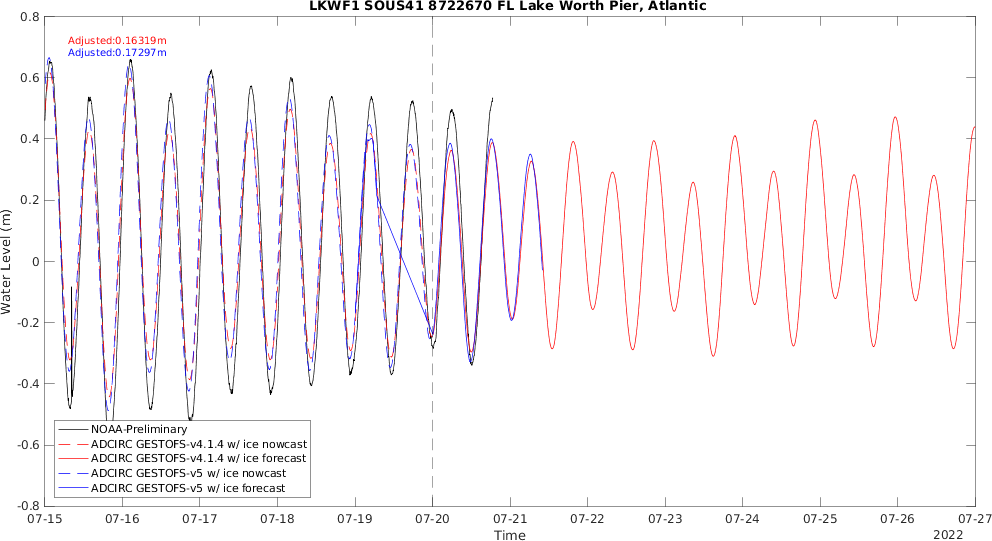 LKWF1 SOUS41 8722670 FL Lake Worth Pier, Atlantic
0.8
Adjusted:0.16319m
Adjusted:0.17297m
0.6
0.4
0.2
0
-0.2
-0.4
-0.6
-0.8
Water Level (m)
NOAA-Preliminary
ADCIRC GESTOFS-v4.1.4 w/ ice nowcast
ADCIRC GESTOFS-v4.1.4 w/ ice forecast
ADCIRC GESTOFS-v5 w/ ice nowcast
ADCIRC GESTOFS-v5 w/ ice forecast
07-15 07-16 07-17 07-18 07-19 07-20 07-21 07-22 07-23 07-24 07-25 07-26 07-27
Time
2022